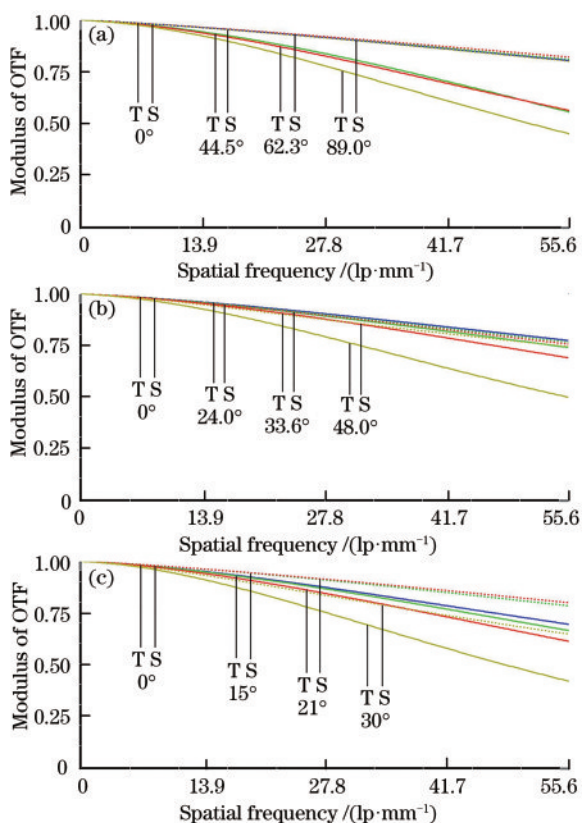 (a)
Modulus of OTF
1.00
0.75
0.50
0.25
0
T S
0°
T S
44.5°
T S
62.3°
T S
89.0°
0 13.9 27.8 41.7 55.6
Spatial frequency /(lp·mm⁻¹)
(b)
Modulus of OTF
1.00
0.75
0.50
0.25
0
T S
0°
T S
24.0°
T S
33.6°
T S
48.0°
0 13.9 27.8 41.7 55.6
Spatial frequency /(lp·mm⁻¹)
(c)
Modulus of OTF
1.00
0.75
0.50
0.25
0
T S
0°
T S
15°
T S
21°
T S
30°
0 13.9 27.8 41.7 55.6
Spatial frequency /(lp·mm⁻¹)